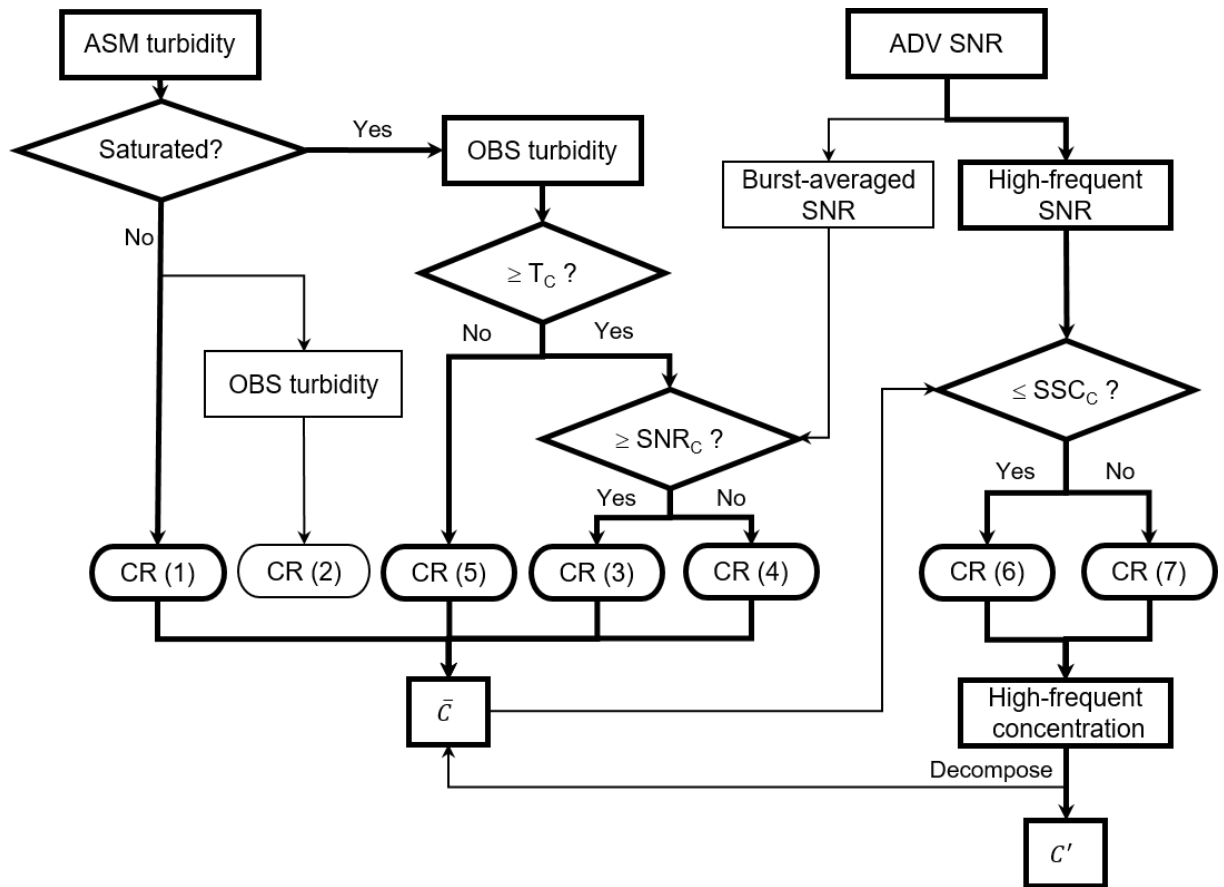 ASM turbidity
ADV SNR
Saturated?
Yes
OBS turbidity
Burst-averaged
SNR
High-frequent
SNR
No
≥ T_C ?
No
Yes
OBS turbidity
≥ SNR_C ?
≤ SSC_C ?
Yes
No
Yes
No
CR (1)
CR (2)
CR (5)
CR (3)
CR (4)
CR (6)
CR (7)
C̄
High-frequent
concentration
Decompose
C′